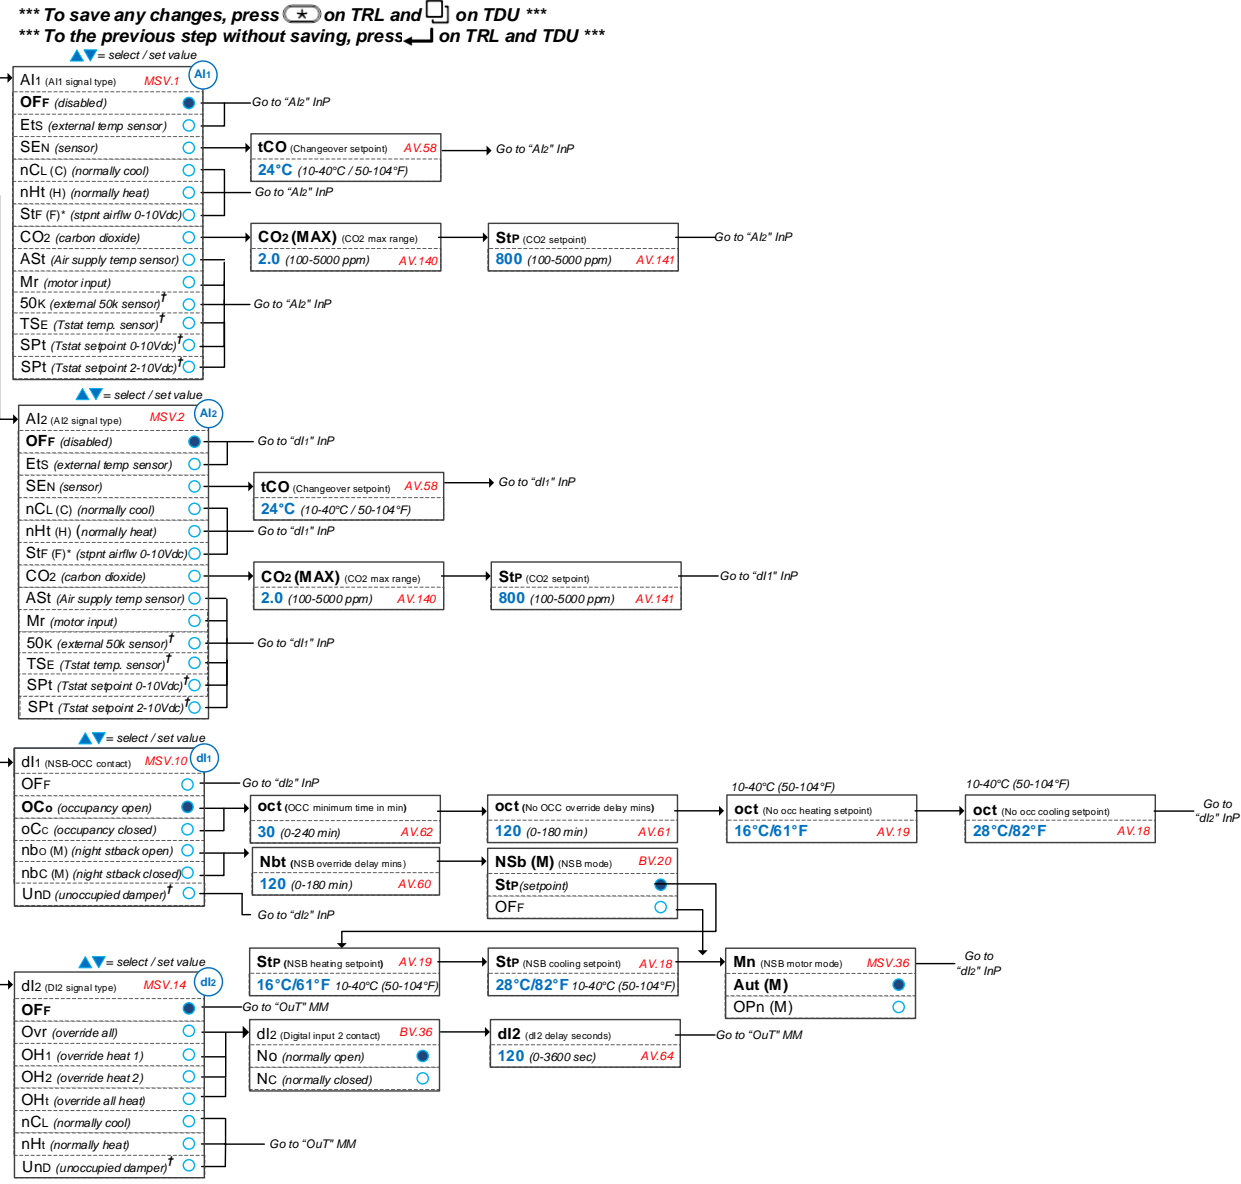 *** To save any changes, press * on TRL and on TDU ***
*** To the previous step without saving, press on TRL and TDU ***
= select / set value
AI1 (AI1 signal type) MSV.1 AI1
OFF (disabled) Go to "AI2" InP
Ets (external temp sensor)
SEN (sensor) tCO (Changeover setpoint) AV.58 Go to "AI2" InP
24°C (10-40°C / 50-104°F)
nCL (C) (normally cool)
nHt (H) (normally heat) Go to "AI2" InP
StF (F)* (stpnt airflw 0-10Vdc)
CO2 (carbon dioxide) CO2 (MAX) (CO2 max range) StP (CO2 setpoint) Go to "AI2" InP
2.0 (100-5000 ppm) AV.140 800 (100-5000 ppm) AV.141
ASt (Air supply temp sensor)
Mr (motor input)
50K (external 50k sensor)† Go to "AI2" InP
TSE (Tstat temp. sensor)†
SPt (Tstat setpoint 0-10Vdc)†
SPt (Tstat setpoint 2-10Vdc)†
= select / set value
AI2 (AI2 signal type) MSV.2 AI2
OFF (disabled) Go to "dI1" InP
Ets (external temp sensor)
SEN (sensor) tCO (Changeover setpoint) AV.58 Go to "dI1" InP
24°C (10-40°C / 50-104°F)
nCL (C) (normally cool)
nHt (H) (normally heat) Go to "dI1" InP
StF (F)* (stpnt airflw 0-10Vdc)
CO2 (carbon dioxide) CO2 (MAX) (CO2 max range) StP (CO2 setpoint) Go to "dI1" InP
2.0 (100-5000 ppm) AV.140 800 (100-5000 ppm) AV.141
ASt (Air supply temp sensor)
Mr (motor input)
50K (external 50k sensor)† Go to "dI1" InP
TSE (Tstat temp. sensor)†
SPt (Tstat setpoint 0-10Vdc)†
SPt (Tstat setpoint 2-10Vdc)†
= select / set value
dI1 (NSB-OCC contact) MSV.10 dI1
OFF Go to "dI2" InP
10-40°C (50-104°F) 10-40°C (50-104°F)
OCo (occupancy open) oct (OCC minimum time in min) oct (No OCC override delay mins) oct (No occ heating setpoint) oct (No occ cooling setpoint) Go to "dI2" InP
oCc (occupancy closed) 30 (0-240 min) AV.62 120 (0-180 min) AV.61 16°C/61°F AV.19 28°C/82°F AV.18
nbo (M) (night stback open) Nbt (NSB override delay mins) NSb (M) (NSB mode) BV.20
nbC (M) (night stback closed) 120 (0-180 min) AV.60 StP(setpoint)
UnD (unoccupied damper)† OFF
Go to "dI2" InP
StP (NSB heating setpoint) AV.19 StP (NSB cooling setpoint) AV.18 Mn (NSB motor mode) MSV.36 Go to "dI2" InP
16°C/61°F 10-40°C (50-104°F) 28°C/82°F 10-40°C (50-104°F) Aut (M)
OPn (M)
= select / set value
dI2 (DI2 signal type) MSV.14 dI2
OFF Go to "OuT" MM
Ovr (override all) dI2 (Digital input 2 contact) BV.36 dI2 (dI2 delay seconds) Go to "OuT" MM
OH1 (override heat 1) No (normally open) 120 (0-3600 sec) AV.64
OH2 (override heat 2) NC (normally closed)
OHt (override all heat)
nCL (normally cool)
nHt (normally heat) Go to "OuT" MM
UnD (unoccupied damper)†